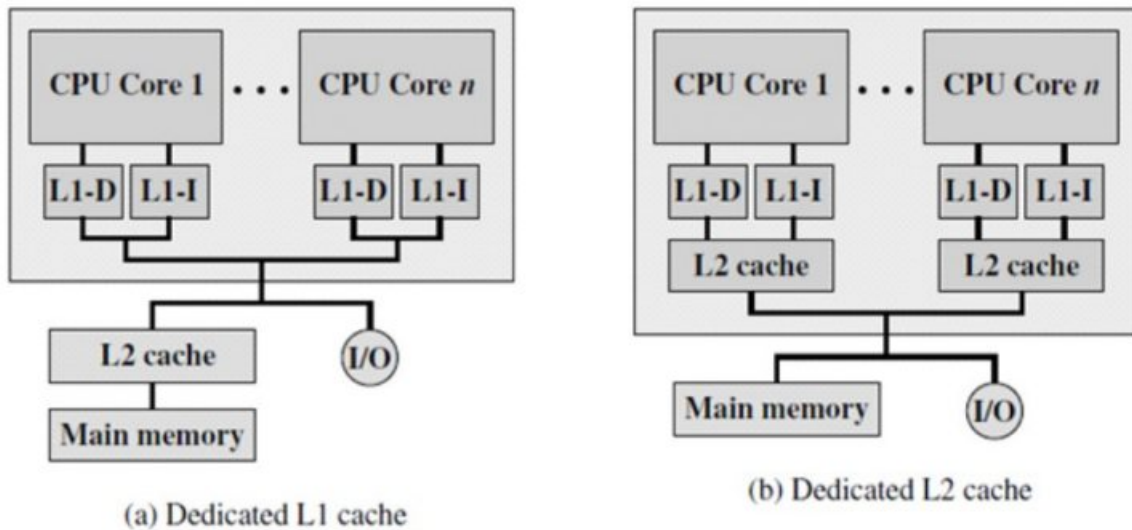 CPU Core 1
• • •
CPU Core n
L1-D
L1-I
L1-D
L1-I
L2 cache
I/O
Main memory
(a) Dedicated L1 cache
CPU Core 1
• • •
CPU Core n
L1-D
L1-I
L1-D
L1-I
L2 cache
L2 cache
Main memory
I/O
(b) Dedicated L2 cache